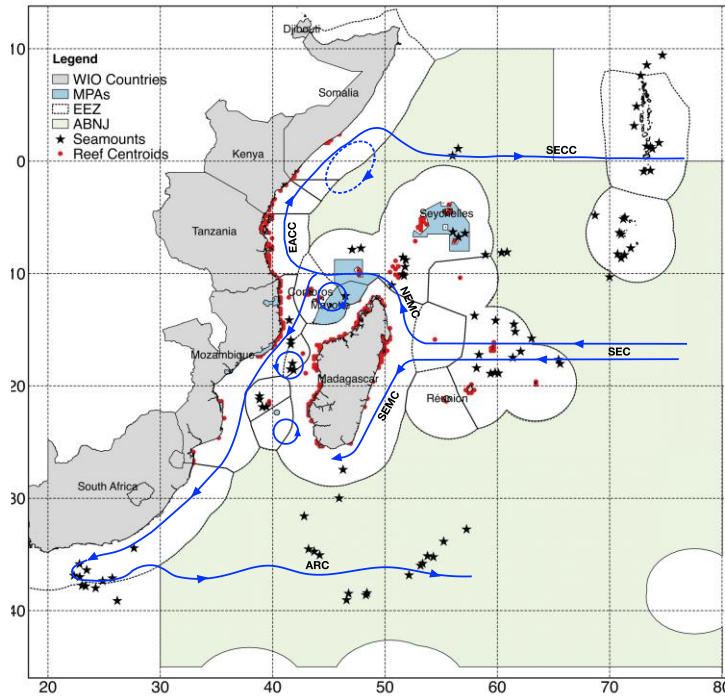 Legend
WIO Countries
MPAs
EEZ
ABNJ
Seamounts
Reef Centroids
Djibouti
Somalia
Kenya
Tanzania
Seychelles
Comoros
Mayotte
Mozambique
Madagascar
Réunion
South Africa
SECC
EACC
NEMC
SEC
SEMC
ARC
10
0
10
20
30
40
20
30
40
50
60
70
80